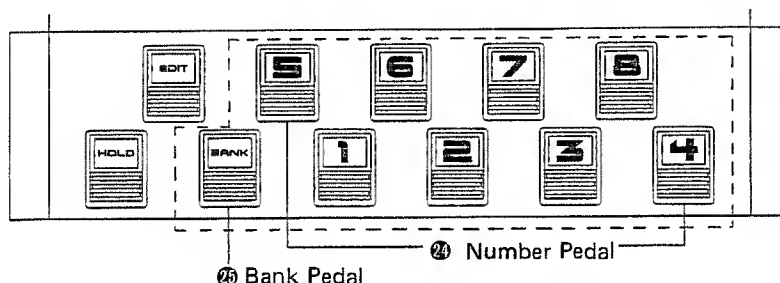 EDIT 5 6 7 8
HOLD BANK 1 2 3 4
㉔ Number Pedal
㉕ Bank Pedal